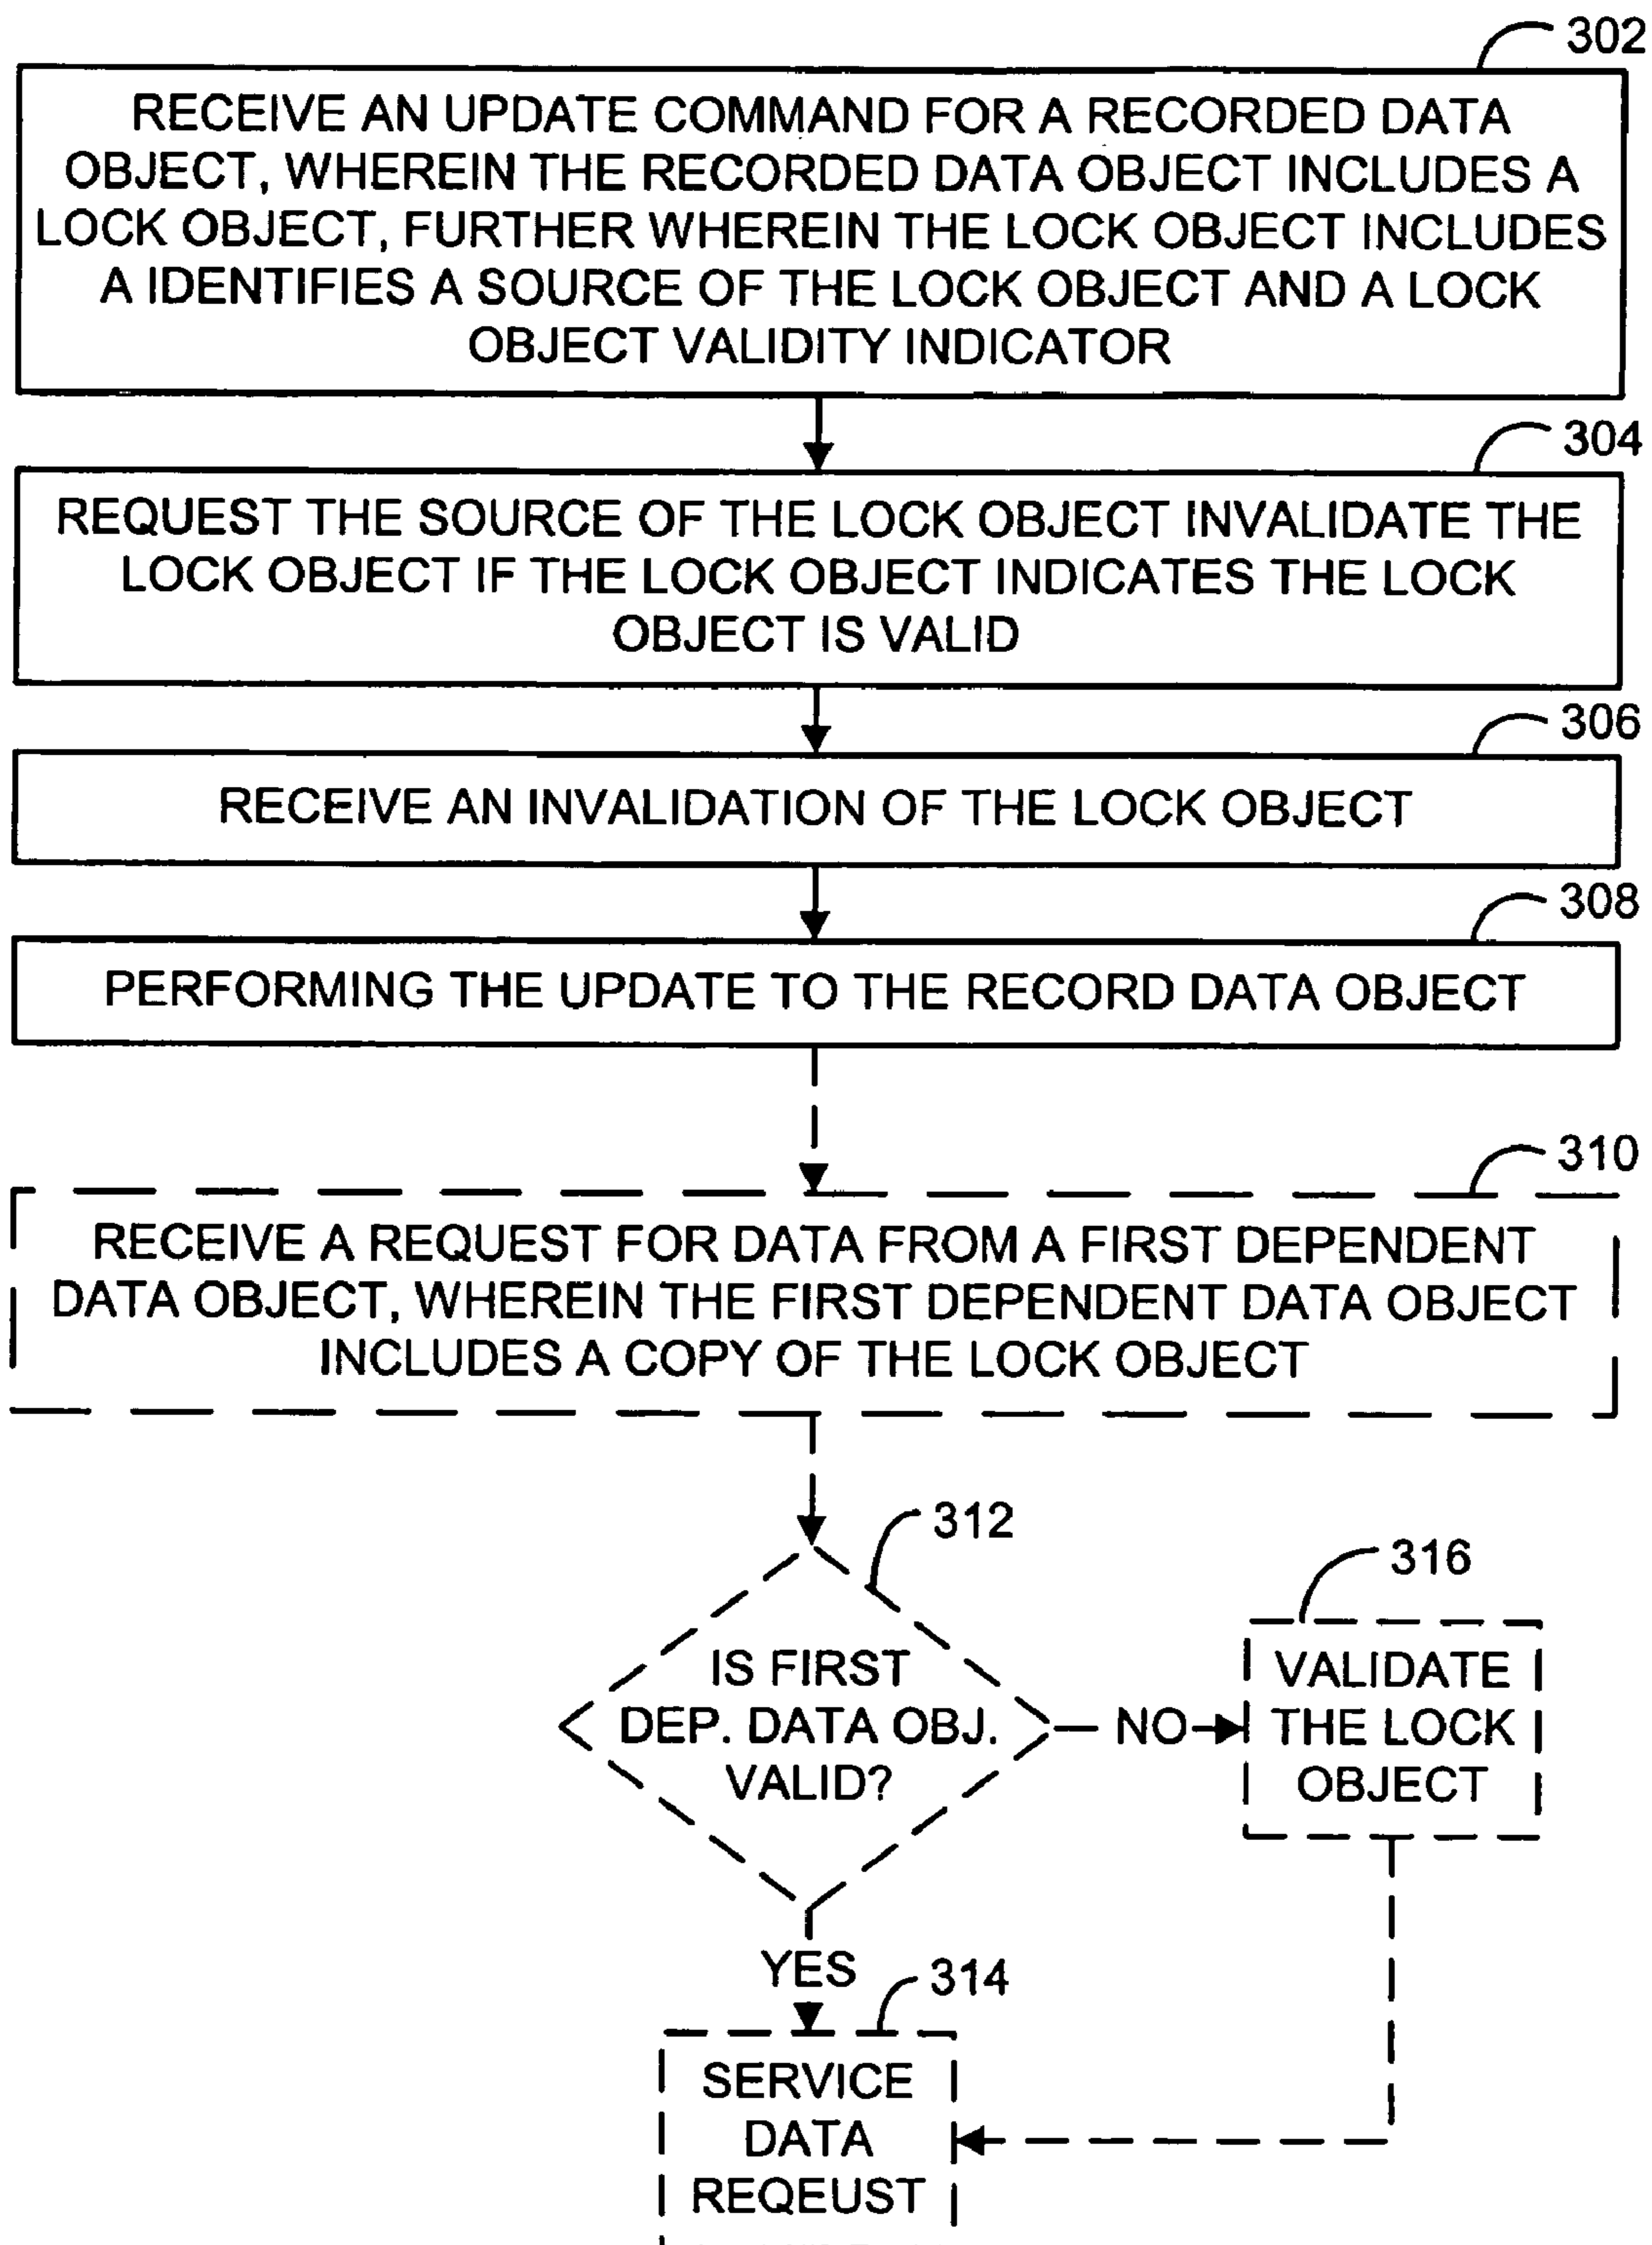 302
RECEIVE AN UPDATE COMMAND FOR A RECORDED DATA
OBJECT, WHEREIN THE RECORDED DATA OBJECT INCLUDES A
LOCK OBJECT, FURTHER WHEREIN THE LOCK OBJECT INCLUDES
A IDENTIFIES A SOURCE OF THE LOCK OBJECT AND A LOCK
OBJECT VALIDITY INDICATOR
304
REQUEST THE SOURCE OF THE LOCK OBJECT INVALIDATE THE
LOCK OBJECT IF THE LOCK OBJECT INDICATES THE LOCK
OBJECT IS VALID
306
RECEIVE AN INVALIDATION OF THE LOCK OBJECT
308
PERFORMING THE UPDATE TO THE RECORD DATA OBJECT
310
RECEIVE A REQUEST FOR DATA FROM A FIRST DEPENDENT
DATA OBJECT, WHEREIN THE FIRST DEPENDENT DATA OBJECT
INCLUDES A COPY OF THE LOCK OBJECT
312
IS FIRST
DEP. DATA OBJ.
VALID?
NO
316
VALIDATE
THE LOCK
OBJECT
YES
314
SERVICE
DATA
REQEUST